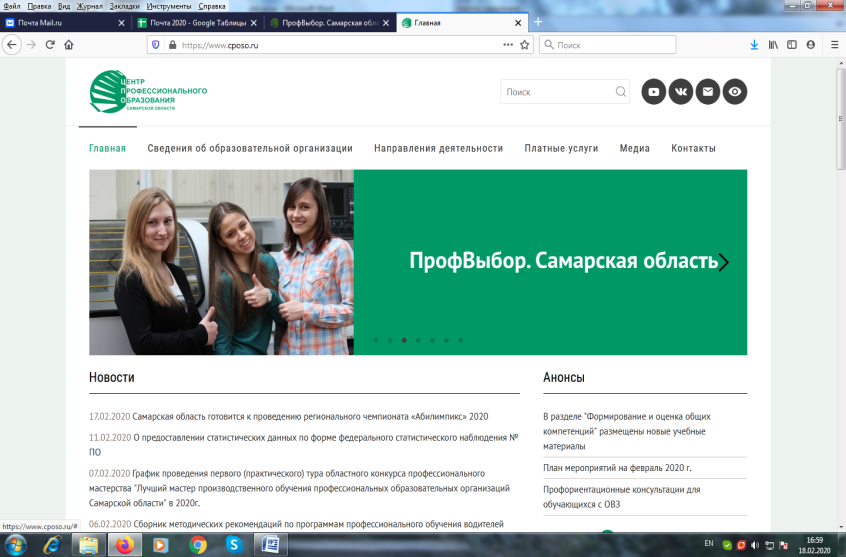 Файл Правка Вид Журнал Закладки Инструменты Справка
Почта Mail.ru
Почта 2020 - Google Таблицы
ПрофВыбор. Самарская обл
Главная
https://www.cposo.ru
Поиск
ЦЕНТР
ПРОФЕССИОНАЛЬНОГО
ОБРАЗОВАНИЯ
САМАРСКОЙ ОБЛАСТИ
Поиск
Главная Сведения об образовательной организации Направления деятельности Платные услуги Медиа Контакты
ПрофВыбор. Самарская область
Новости
17.02.2020 Самарская область готовится к проведению регионального чемпионата «Абилимпикс» 2020
11.02.2020 О предоставлении статистических данных по форме федерального статистического наблюдения №
ПО
07.02.2020 График проведения первого (практического) тура областного конкурса профессионального
мастерства "Лучший мастер производственного обучения профессиональных образовательных организаций
Самарской области" в 2020г.
06.02.2020 Сборник методических рекомендаций по программам профессионального обучения водителей
Анонсы
В разделе "Формирование и оценка общих
компетенций" размещены новые учебные
материалы
План мероприятий на февраль 2020 г.
Профориентационные консультации для
обучающихся с ОВЗ
https://www.cposo.ru/#
EN
16:59
18.02.2020